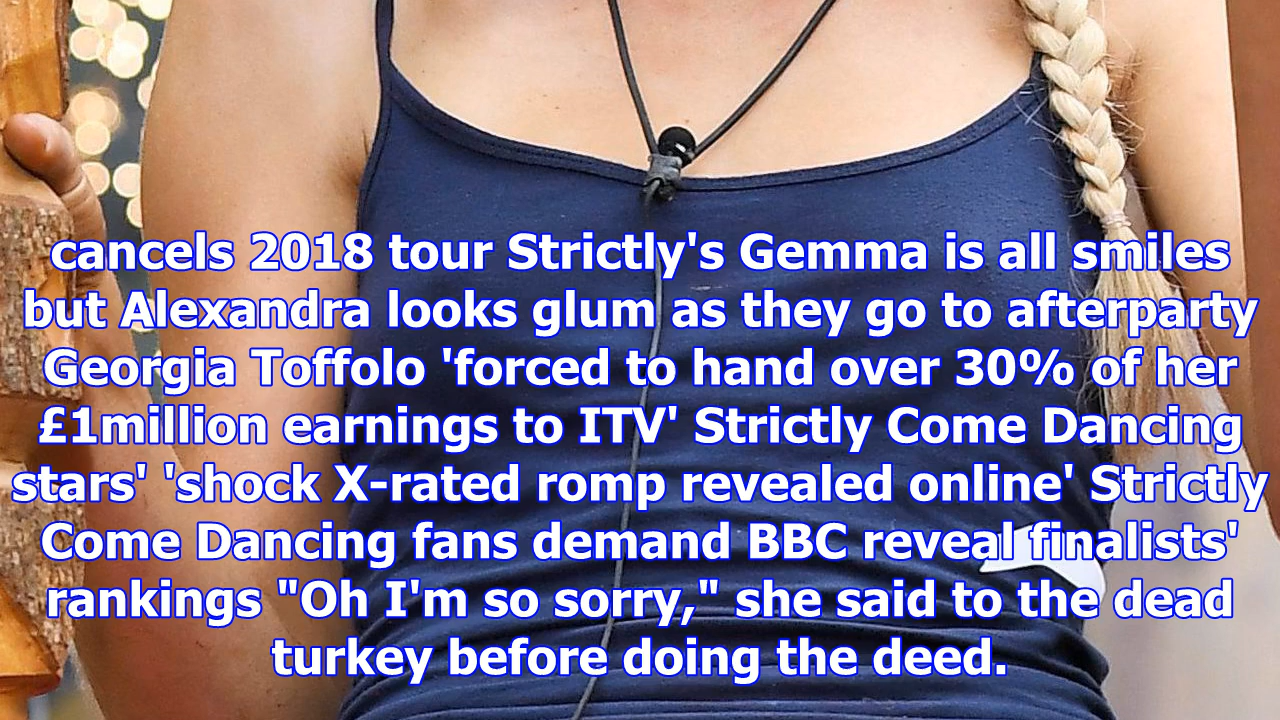 cancels 2018 tour Strictly's Gemma is all smiles
but Alexandra looks glum as they go to afterparty
Georgia Toffolo 'forced to hand over 30% of her
£1million earnings to ITV' Strictly Come Dancing
stars' 'shock X-rated romp revealed online' Strictly
Come Dancing fans demand BBC reveal finalists'
rankings "Oh I'm so sorry," she said to the dead
turkey before doing the deed.